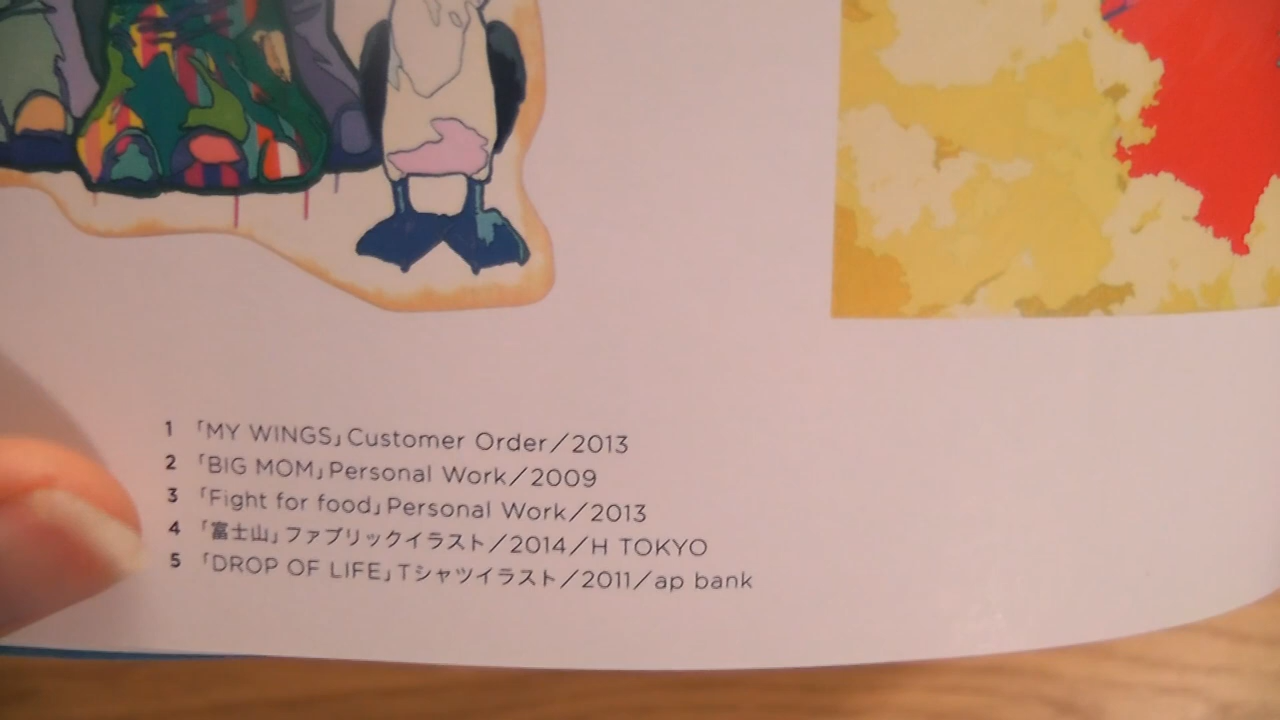 1 「MY WINGS」Customer Order／2013
2 「BIG MOM」Personal Work／2009
3 「Fight for food」Personal Work／2013
4 「富士山」ファブリックイラスト／2014／H TOKYO
5 「DROP OF LIFE」Tシャツイラスト／2011／ap bank